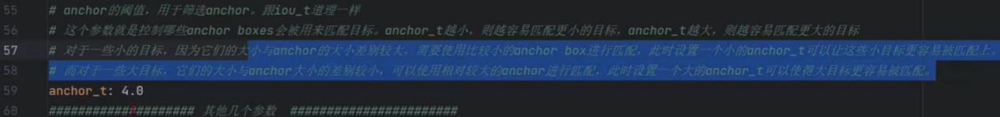 55 # anchor的阈值，用于筛选anchor。跟iou_t道理一样
56 # 这个参数就是控制哪些anchor boxes会被用来匹配目标。anchor_t越小，则越容易匹配更小的目标，anchor_t越大，则越容易匹配更大的目标
57 # 对于一些小的目标，因为它们的大小与anchor的大小差别较大，需要使用比较小的anchor box进行匹配，此时设置一个小的anchor_t可以让这些小目标更容易被匹配上。
58 # 而对于一些大目标，它们的大小与anchor大小的差别较小，可以使用相对较大的anchor进行匹配，此时设置一个大的anchor_t可以使得大目标更容易被匹配。
59 anchor_t: 4.0
60 #################### 其他几个参数 #######################